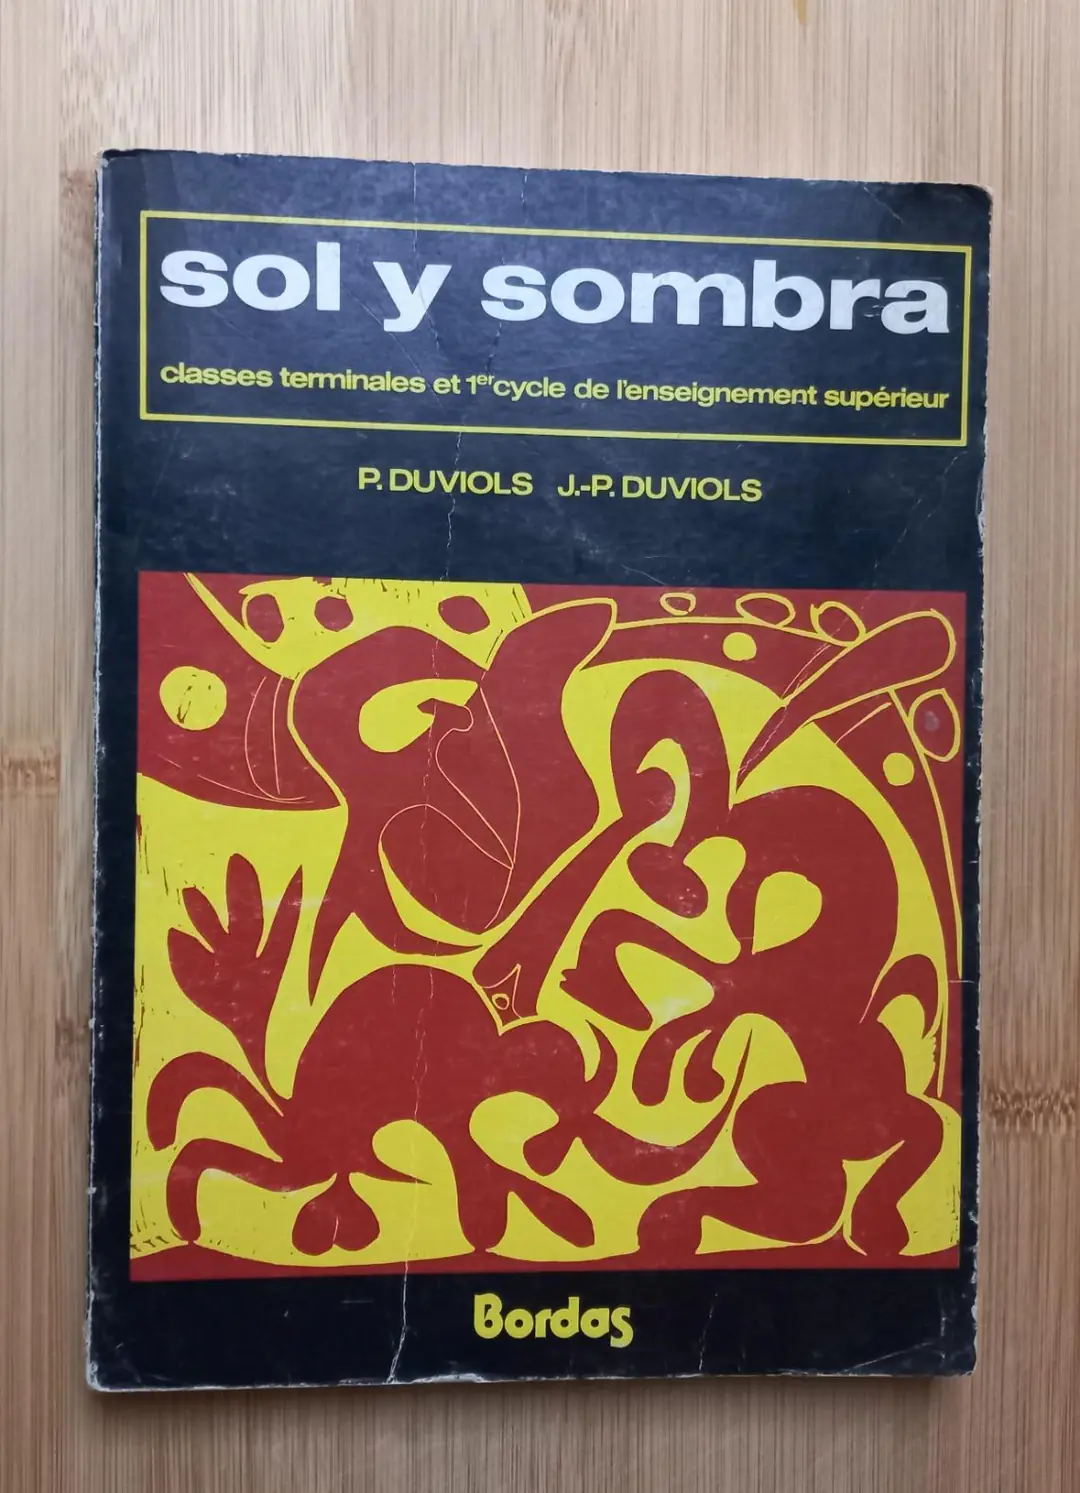 sol y sombra
classes terminales et 1er cycle de l'enseignement supérieur
P. DUVIOLS J.-P. DUVIOLS
Bordas